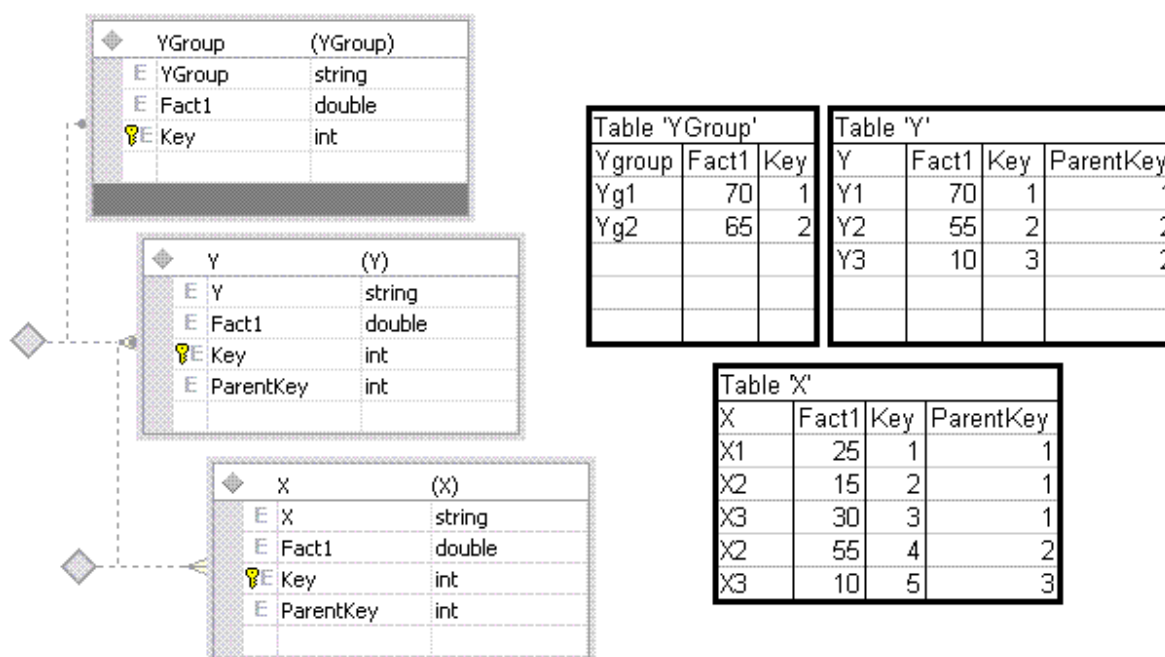 YGroup (YGroup)
E YGroup string
E Fact1 double
E Key int
Y (Y)
E Y string
E Fact1 double
E Key int
E ParentKey int
X (X)
E X string
E Fact1 double
E Key int
E ParentKey int
Table 'YGroup'
Ygroup Fact1 Key
Yg1 70 1
Yg2 65 2
Table 'Y'
Y Fact1 Key ParentKey
Y1 70 1 1
Y2 55 2 2
Y3 10 3 2
Table 'X'
X Fact1 Key ParentKey
X1 25 1 1
X2 15 2 1
X3 30 3 1
X2 55 4 2
X3 10 5 3